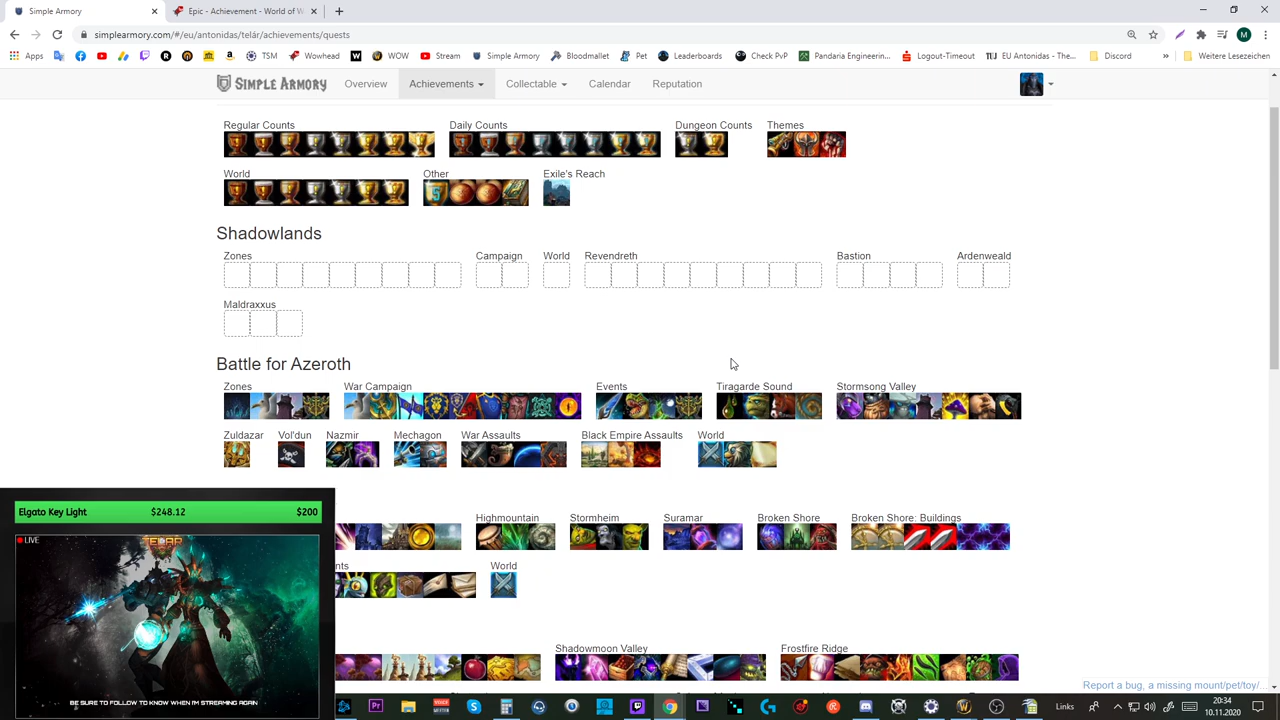 Simple Armory
Epic - Achievement - World of W
simplearmory.com/#/eu/antonidas/telår/achievements/quests
Apps
TSM
Wowhead
WOW
Stream
Simple Armory
Bloodmallet
Pet
Leaderboards
Check PvP
Pandaria Engineerin...
Logout-Timeout
EU Antonidas - The...
Discord
»
Weitere Lesezeichen
SIMPLE ARMORY
Overview
Achievements
Collectable
Calendar
Reputation
Regular Counts
Daily Counts
Dungeon Counts
Themes
World
Other
Exile's Reach
Shadowlands
Zones
Campaign
World
Revendreth
Bastion
Ardenweald
Maldraxxus
Battle for Azeroth
Zones
War Campaign
Events
Tiragarde Sound
Stormsong Valley
Zuldazar
Vol'dun
Nazmir
Mechagon
War Assaults
Black Empire Assaults
World
Elgato Key Light
$248.12
$200
LIVE
BE SURE TO FOLLOW TO KNOW WHEN I'M STREAMING AGAIN
Highmountain
Stormheim
Suramar
Broken Shore
Broken Shore: Buildings
nts
World
Shadowmoon Valley
Frostfire Ridge
Report a bug, a missing mount/pet/toy/...
Links
20:34
10.11.2020